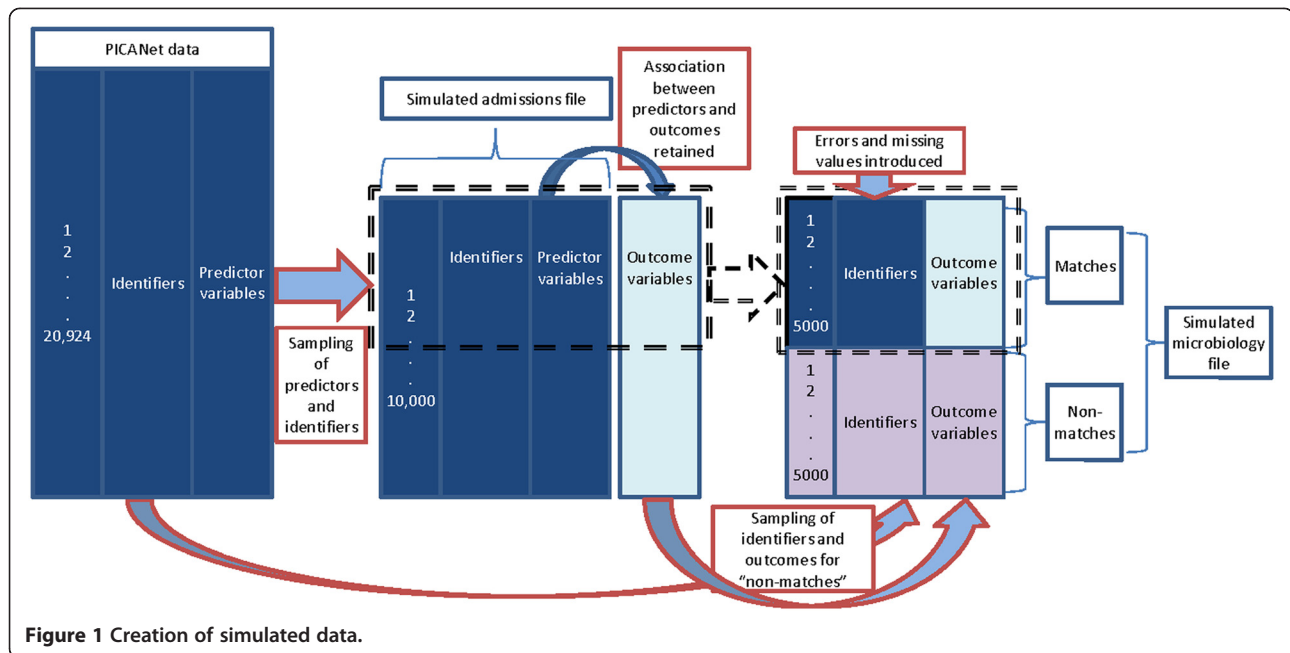 PICANet data
1
2
.
.
.
20,924
Identifiers
Predictor
variables
Sampling
of
predictors
and
identifiers
Simulated admissions file
1
2
.
.
.
10,000
Identifiers
Predictor
variables
Outcome
variables
Association
between
predictors and
outcomes
retained
Errors and missing
values introduced
1
2
.
.
.
5000
Identifiers
Outcome
variables
1
2
.
.
.
5000
Identifiers
Outcome
variables
Matches
Non-
matches
Simulated
microbiology
file
Sampling of
identifiers and
outcomes for
“non-matches”
Figure 1 Creation of simulated data.